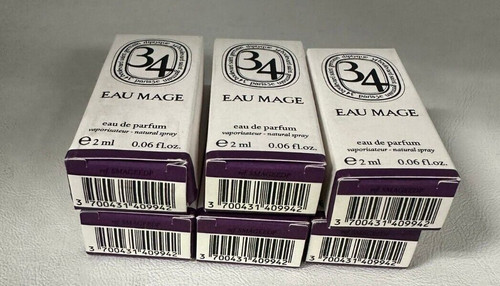 34
EAU MAGE
eau de parfum
vaporisateur - natural spray
℮ 2 ml 0.06 fl.oz.
3 700431 409942
34
EAU MAGE
eau de parfum
vaporisateur - natural spray
℮ 2 ml 0.06 fl.oz.
3 700431 409942
34
EAU MAGE
eau de parfum
vaporisateur - natural spray
℮ 2 ml 0.06 fl.oz.
3 700431 409942
3 700431 409942
3 700431 409942
3 700431 409942